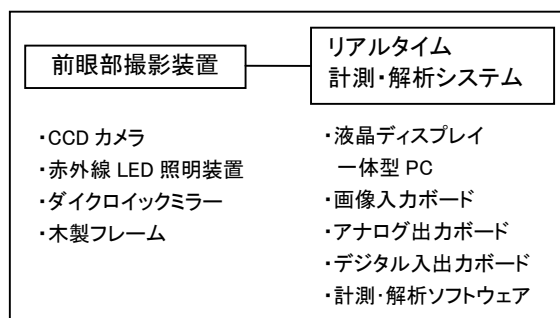 前眼部撮影装置
リアルタイム
計測・解析システム
・CCD カメラ
・赤外線 LED 照明装置
・ダイクロイックミラー
・木製フレーム
・液晶ディスプレイ
一体型 PC
・画像入力ボード
・アナログ出力ボード
・デジタル入出力ボード
・計測・解析ソフトウェア